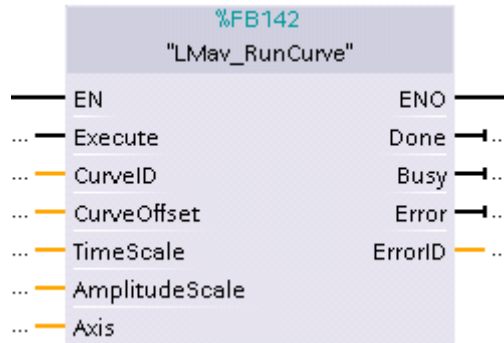 %FB142
"LMav_RunCurve"
EN ENO
... Execute Done ...
... CurveID Busy ...
... CurveOffset Error ...
... TimeScale ErrorID ...
... AmplitudeScale
... Axis